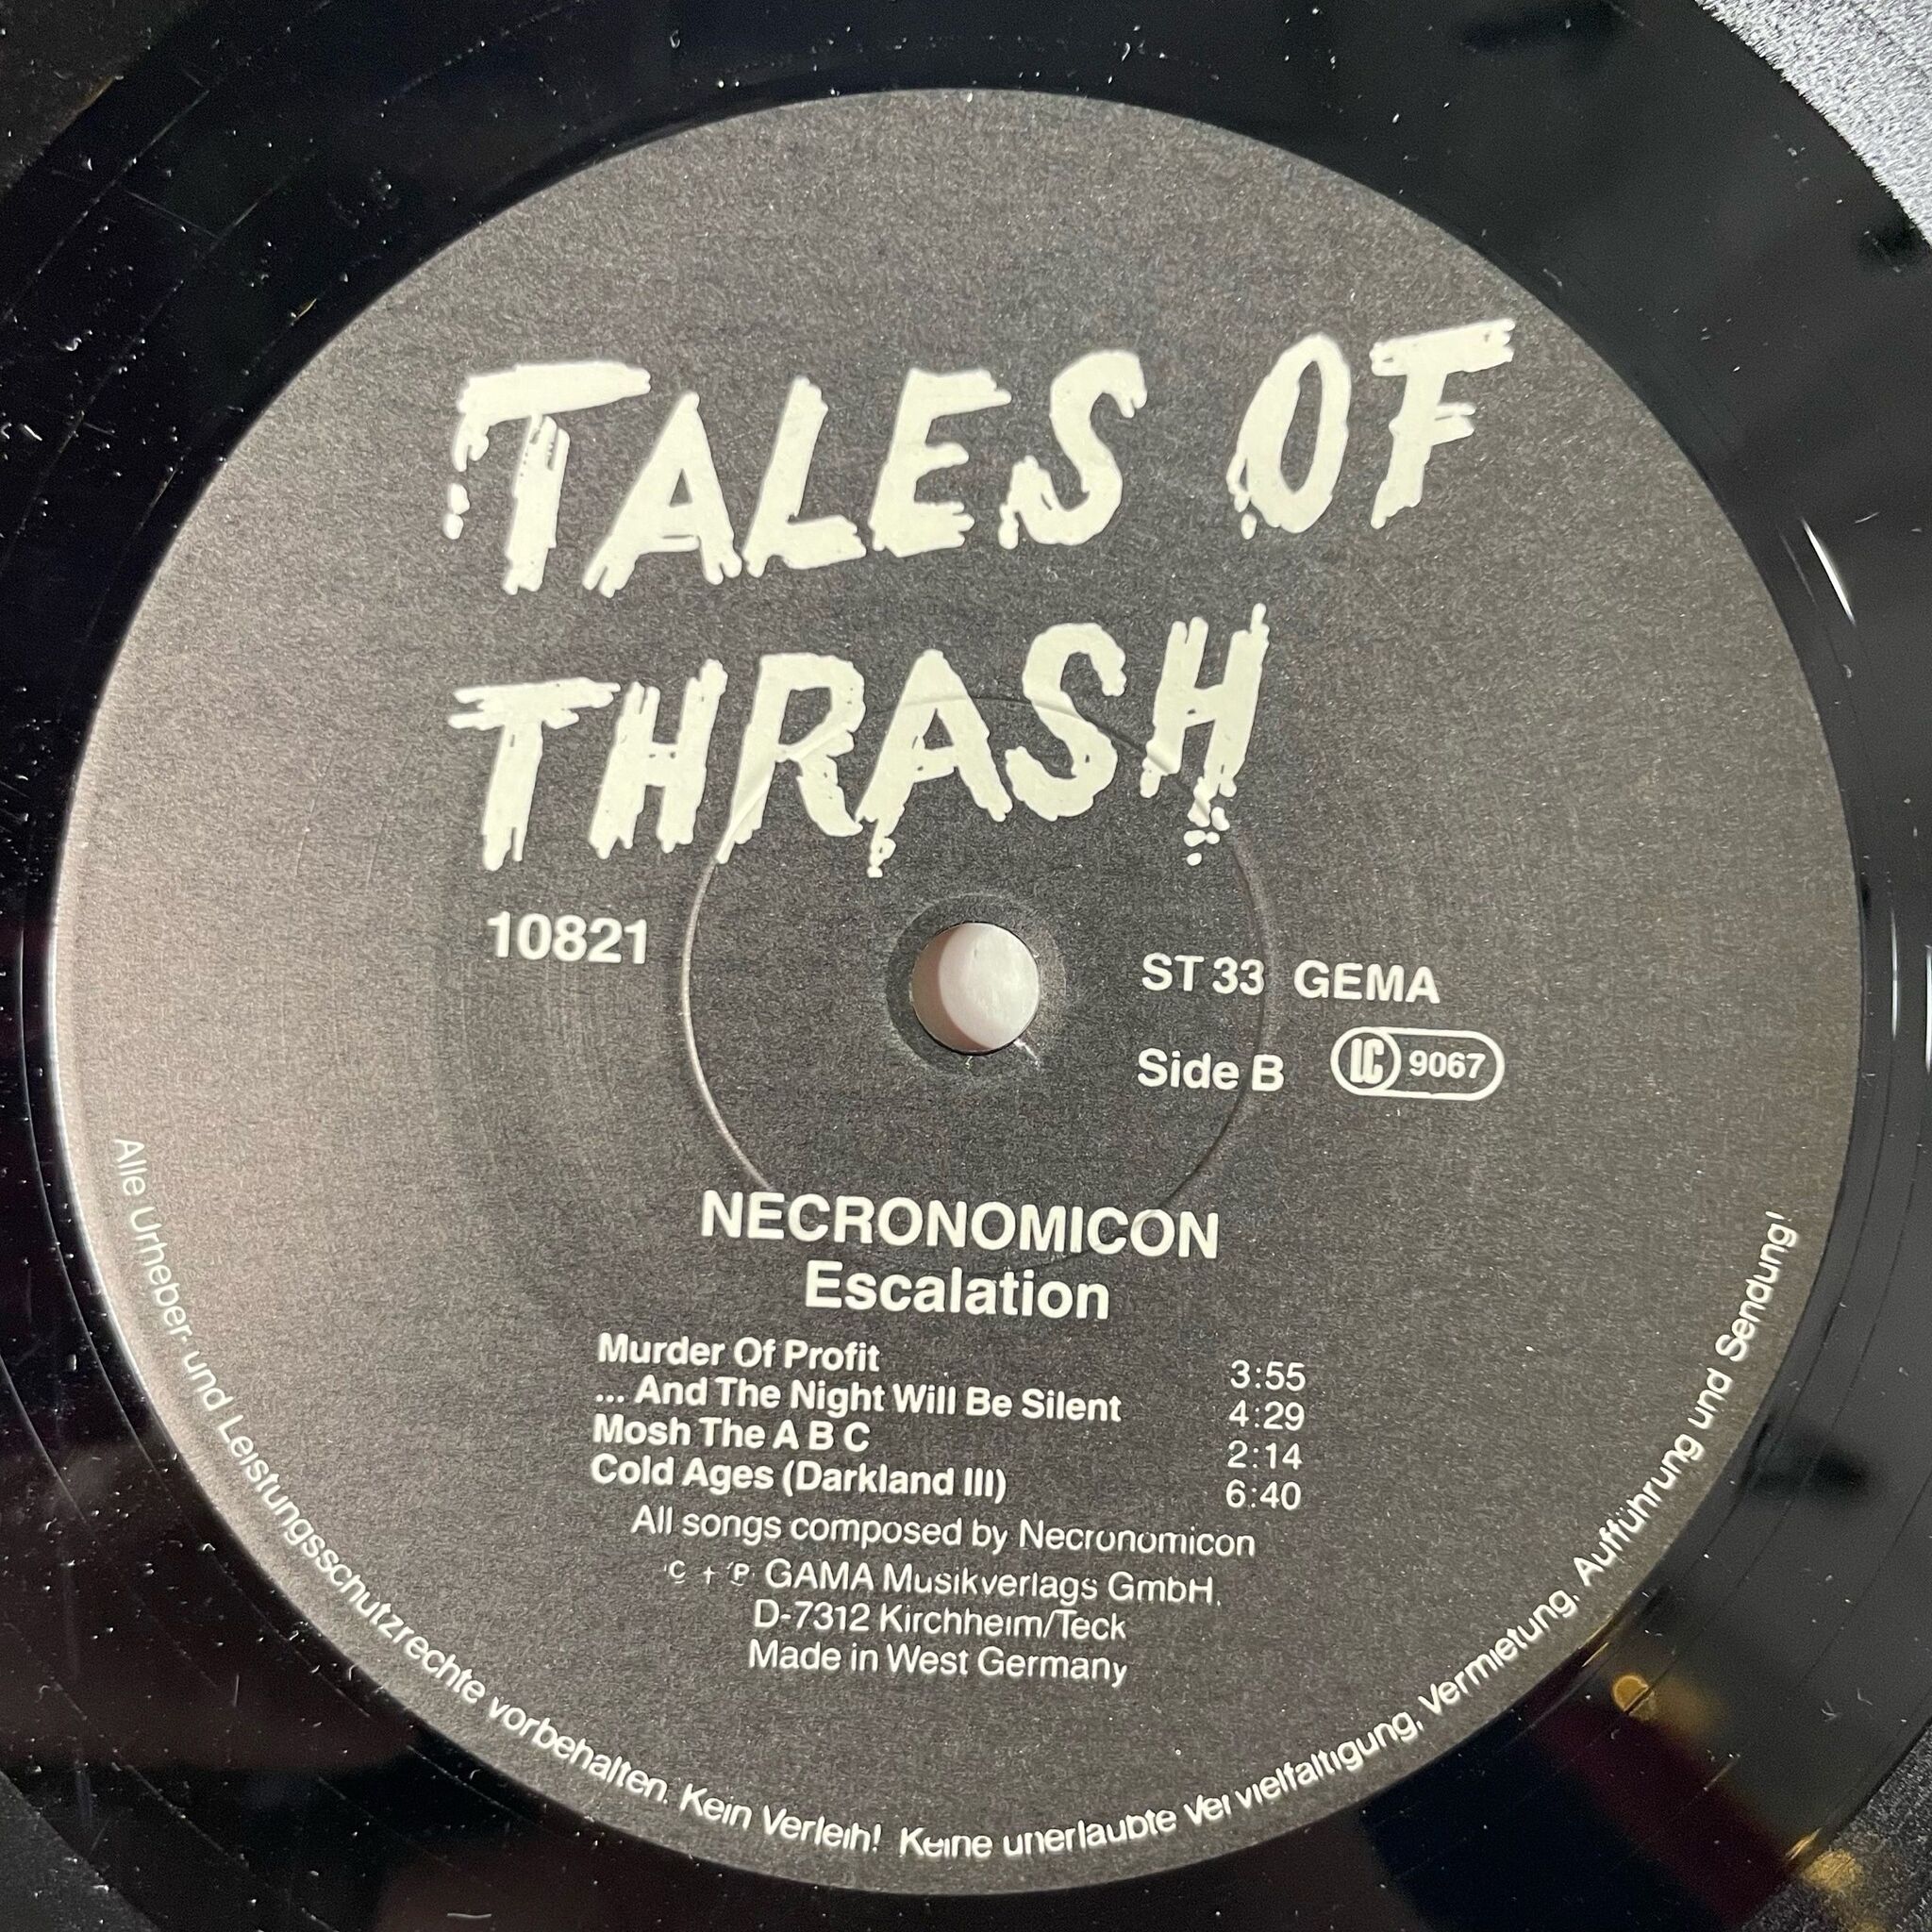 TALES OF
THRASH
10821
ST 33 GEMA
Side B LC 9067
NECRONOMICON
Escalation
Murder Of Profit 3:55
... And The Night Will Be Silent 4:29
Mosh The A B C 2:14
Cold Ages (Darkland III) 6:40
All songs composed by Necronomicon
© + ℗ GAMA Musikverlags GmbH,
D-7312 Kirchheim/Teck
Made in West Germany
Alle Urheber- und Leistungsschutzrechte vorbehalten. Kein Verleih! Keine unerlaubte Vervielfältigung, Vermietung, Aufführung und Sendung!